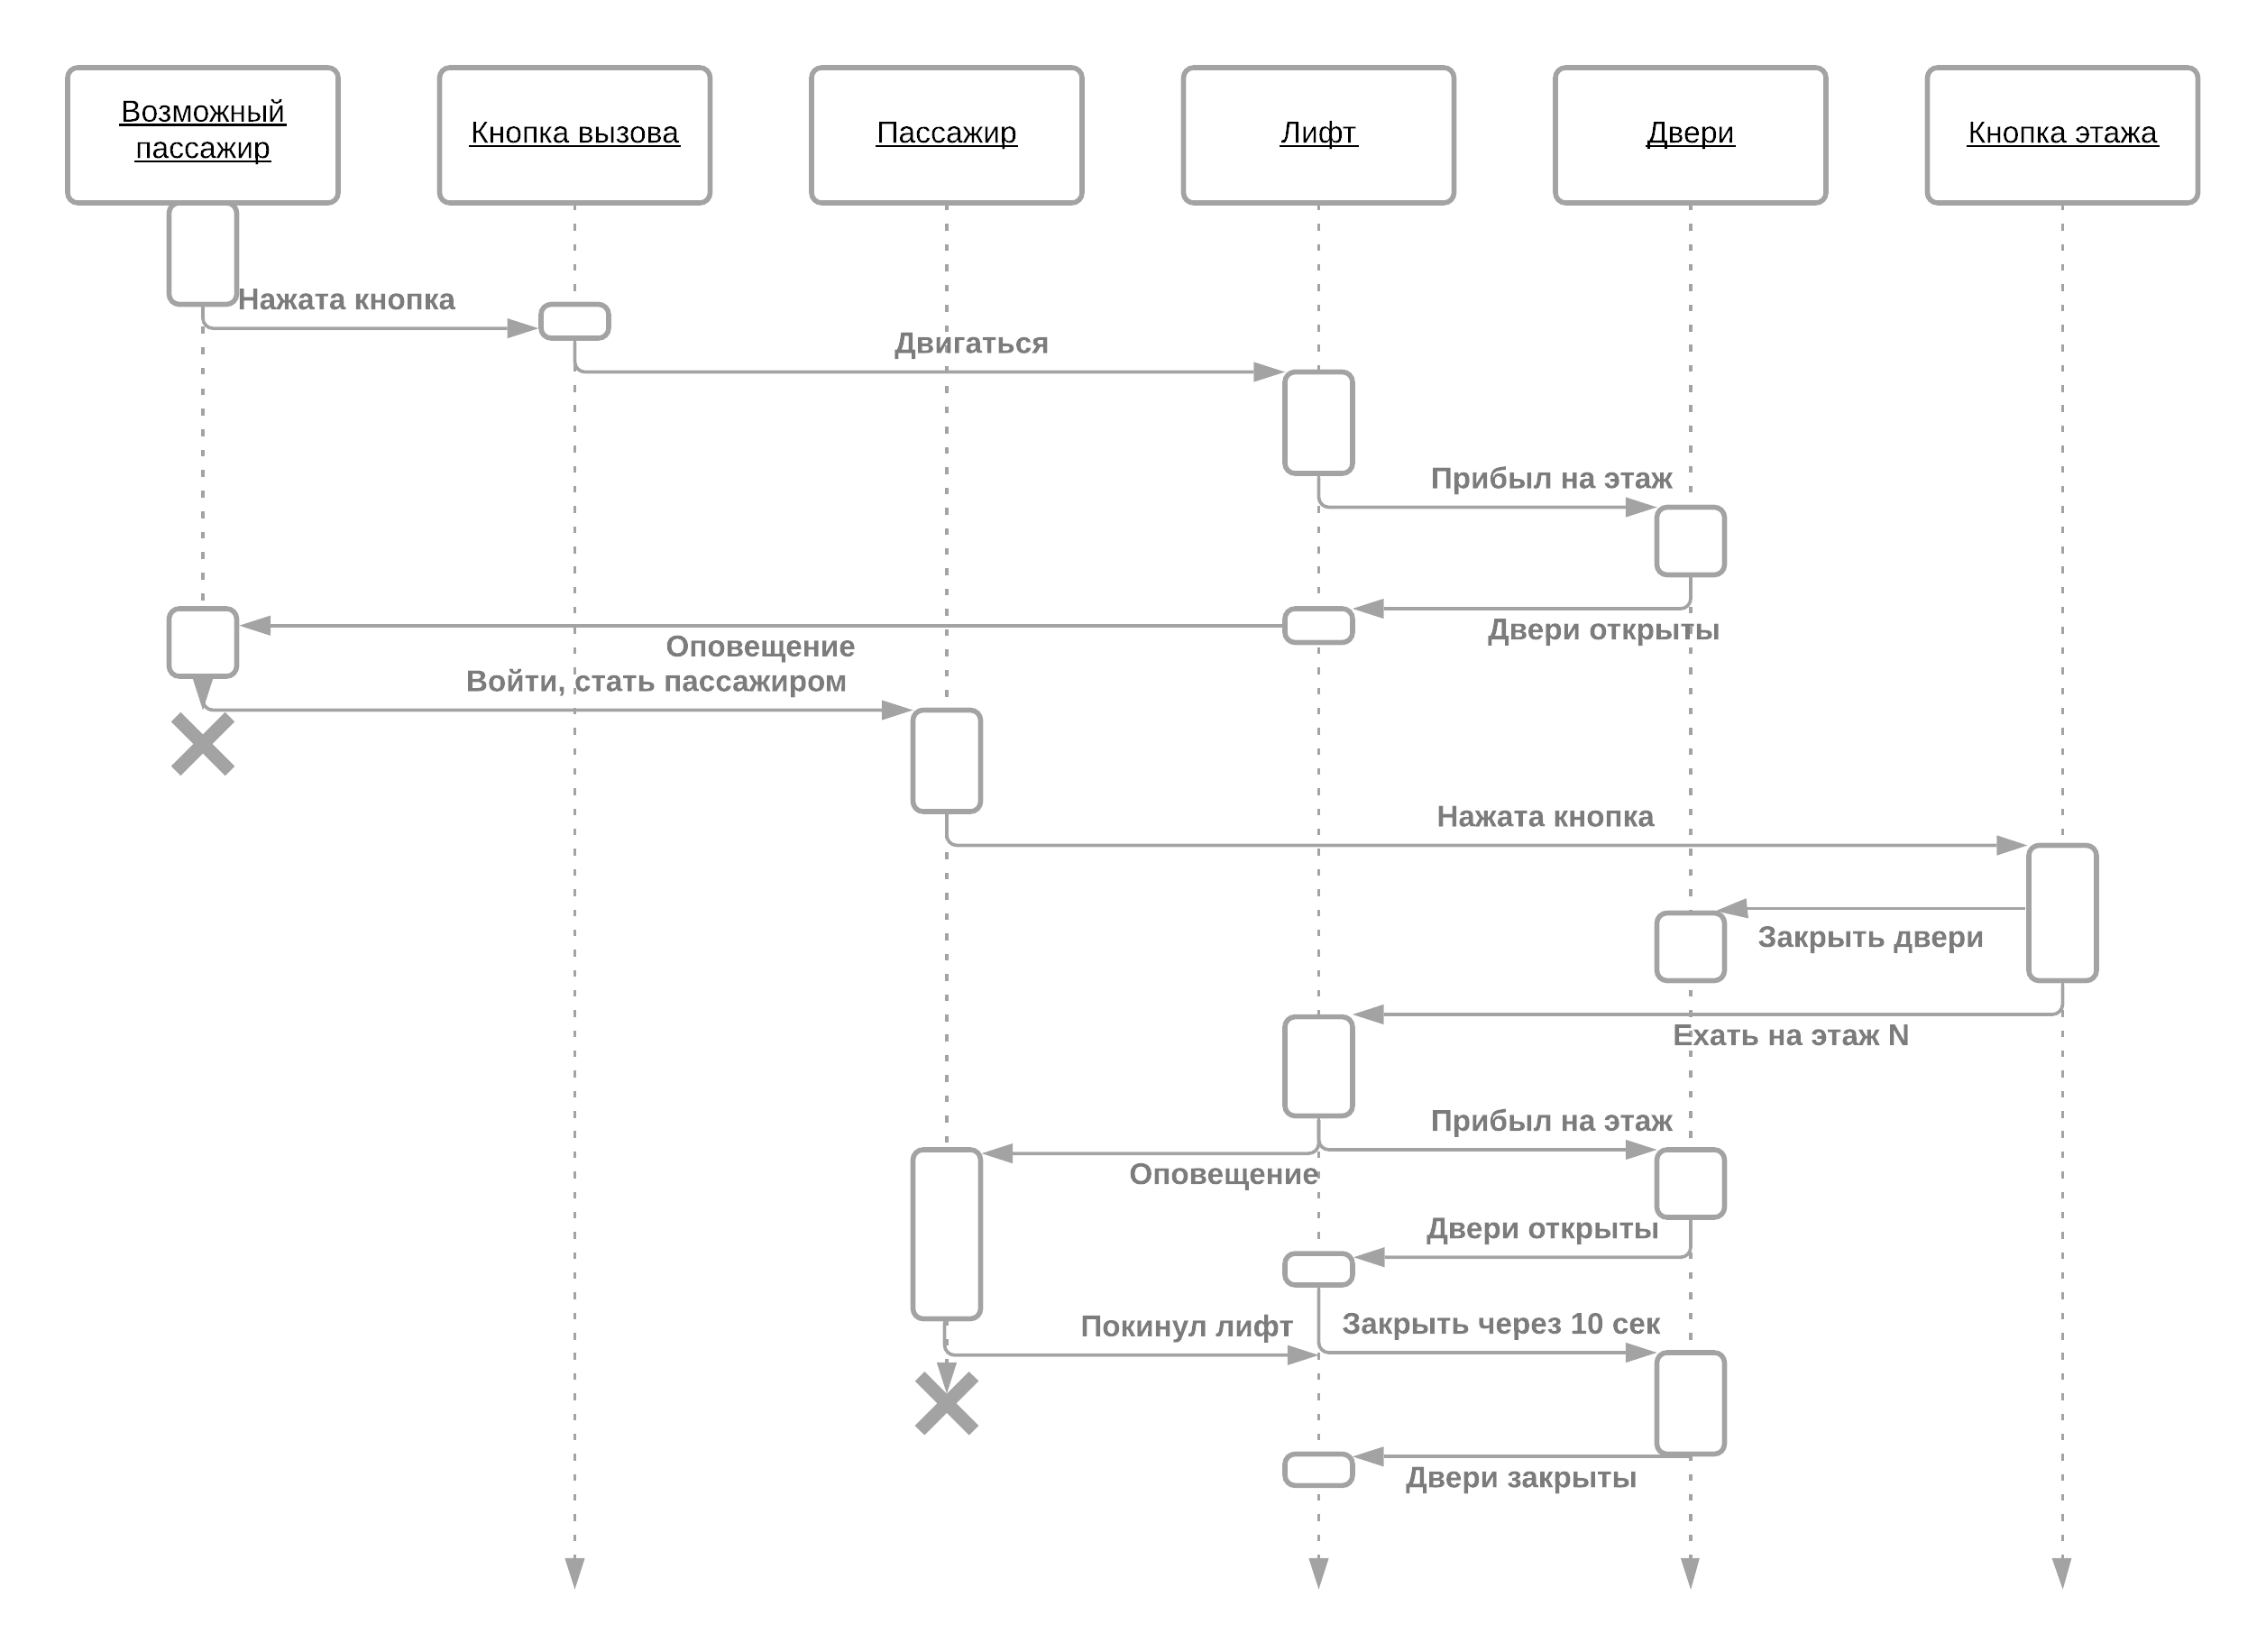 Возможный
пассажир
Кнопка вызова
Пассажир
Лифт
Двери
Кнопка этажа
Нажата кнопка
Двигаться
Прибыл на этаж
Двери открыты
Оповещение
Войти, стать пассажиром
Нажата кнопка
Закрыть двери
Ехать на этаж N
Прибыл на этаж
Оповещение
Двери открыты
Покинул лифт
Закрыть через 10 сек
Двери закрыты